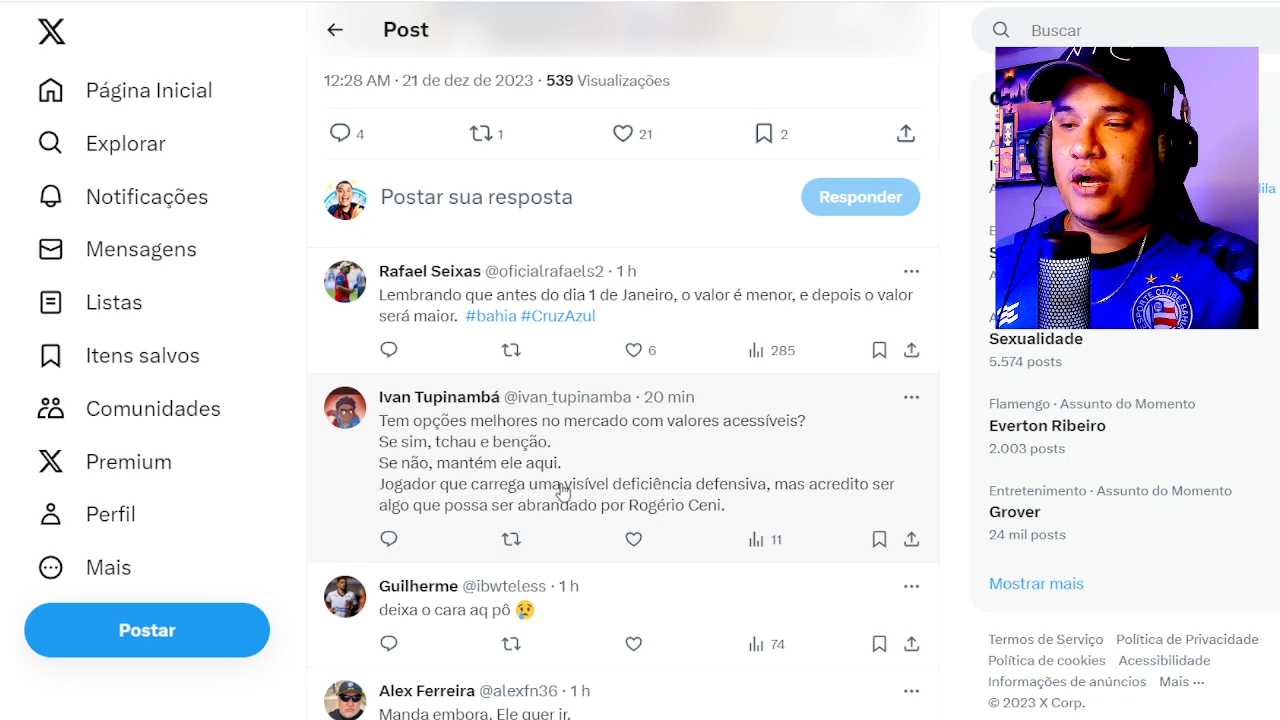 Página Inicial
Explorar
Notificações
Mensagens
Listas
Itens salvos
Comunidades
Premium
Perfil
Mais
Postar
Post
12:28 AM · 21 de dez de 2023 · 539 Visualizações
4
1
21
2
Postar sua resposta
Responder
Rafael Seixas @oficialrafaels2 · 1 h
Lembrando que antes do dia 1 de Janeiro, o valor é menor, e depois o valor
será maior. #bahia #CruzAzul
6
285
Ivan Tupinambá @ivan_tupinamba · 20 min
Tem opções melhores no mercado com valores acessíveis?
Se sim, tchau e benção.
Se não, mantém ele aqui.
Jogador que carrega uma visível deficiência defensiva, mas acredito ser
algo que possa ser abrandado por Rogério Ceni.
11
Guilherme @ibwteless · 1 h
deixa o cara aq pô 😢
74
Alex Ferreira @alexfn36 · 1 h
Manda embora. Ele quer ir.
Buscar
ESPORTE CLUBE BAHIA
Sexualidade
5.574 posts
Flamengo · Assunto do Momento
Everton Ribeiro
2.003 posts
Entretenimento · Assunto do Momento
Grover
24 mil posts
Mostrar mais
Termos de Serviço Política de Privacidade
Política de cookies Acessibilidade
Informações de anúncios Mais ···
© 2023 X Corp.